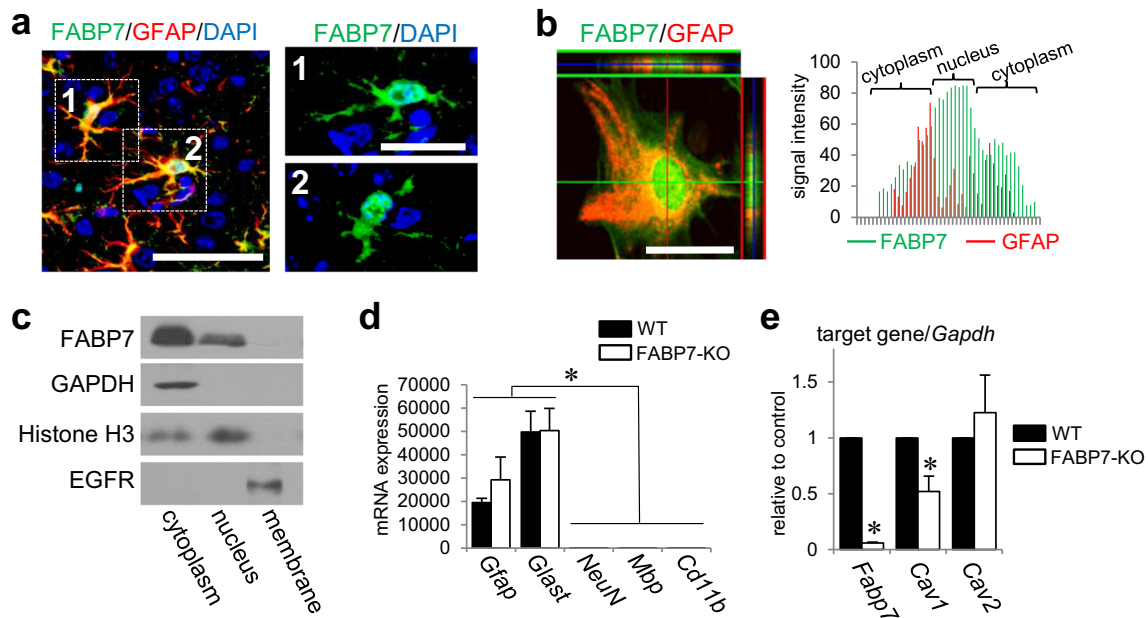 a
FABP7/GFAP/DAPI
FABP7/DAPI
1
2
1
2
b
FABP7/GFAP
cytoplasm
nucleus
cytoplasm
signal intensity
100
80
60
40
20
0
FABP7
GFAP
c
FABP7
GAPDH
Histone H3
EGFR
cytoplasm
nucleus
membrane
d
WT
FABP7-KO
*
mRNA expression
70000
60000
50000
40000
30000
20000
10000
0
Gfap
Glast
NeuN
Mbp
Cd11b
e
target gene/Gapdh
relative to control
1.5
1
0.5
0
*
*
WT
FABP7-KO
Fabp7
Cav1
Cav2